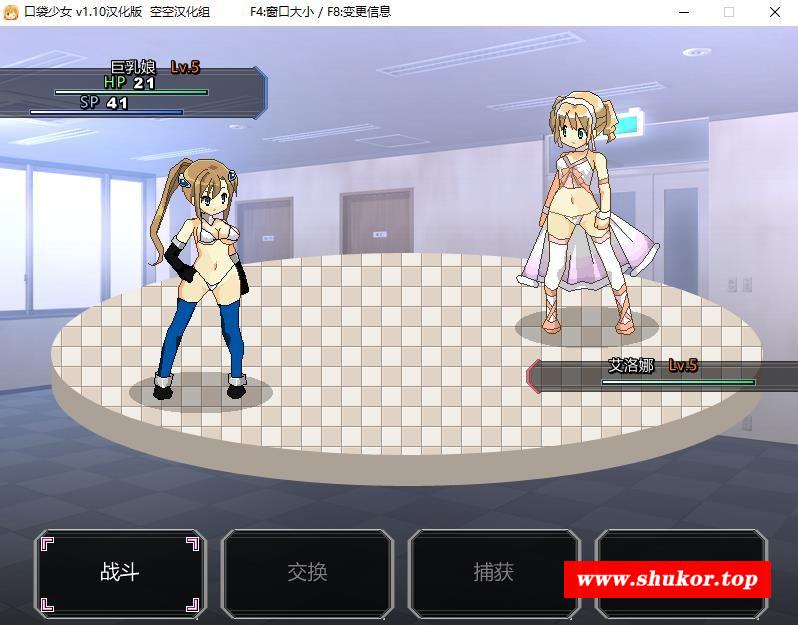 口袋少女 v1.10汉化版 空空汉化组 F4:窗口大小 / F8:变更信息
巨乳娘 Lv.5
HP 21
SP 41
艾洛娜 Lv.5
战斗 交换 捕获
www.shukor.top